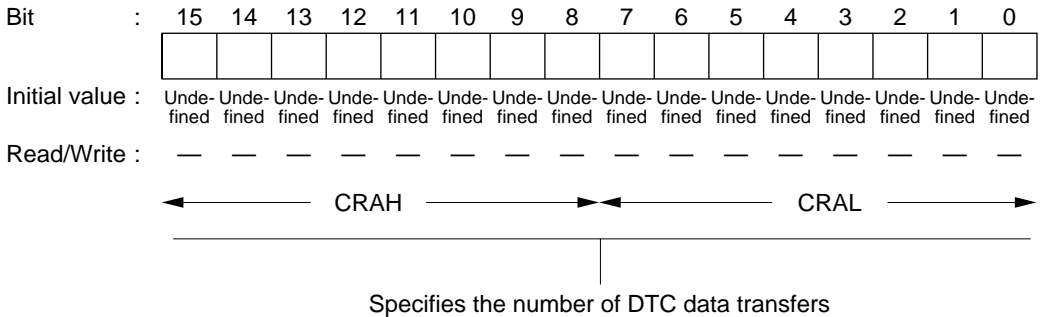 Bit : 15 14 13 12 11 10 9 8 7 6 5 4 3 2 1 0
Initial value : Unde- Unde- Unde- Unde- Unde- Unde- Unde- Unde- Unde- Unde- Unde- Unde- Unde- Unde- Unde- Unde-
fined fined fined fined fined fined fined fined fined fined fined fined fined fined fined fined
Read/Write : — — — — — — — — — — — — — — — —
CRAH CRAL
Specifies the number of DTC data transfers